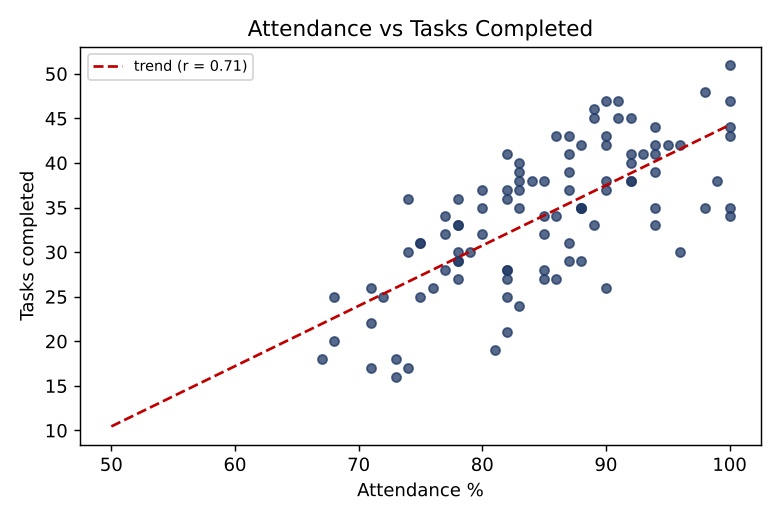 Attendance vs Tasks Completed
trend (r = 0.71)
Tasks completed
50
45
40
35
30
25
20
15
10
50 60 70 80 90 100
Attendance %